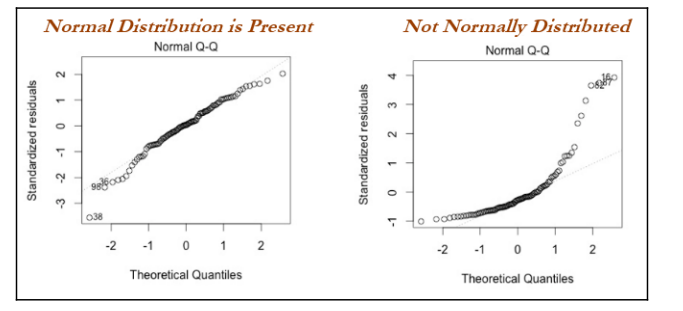 Normal Distribution is Present
Normal Q-Q
Standardized residuals
2
1
0
-1
-2
-3
36
98
38
-2 -1 0 1 2
Theoretical Quantiles
Not Normally Distributed
Normal Q-Q
Standardized residuals
4
3
2
1
0
-1
-2 -1 0 1 2
Theoretical Quantiles